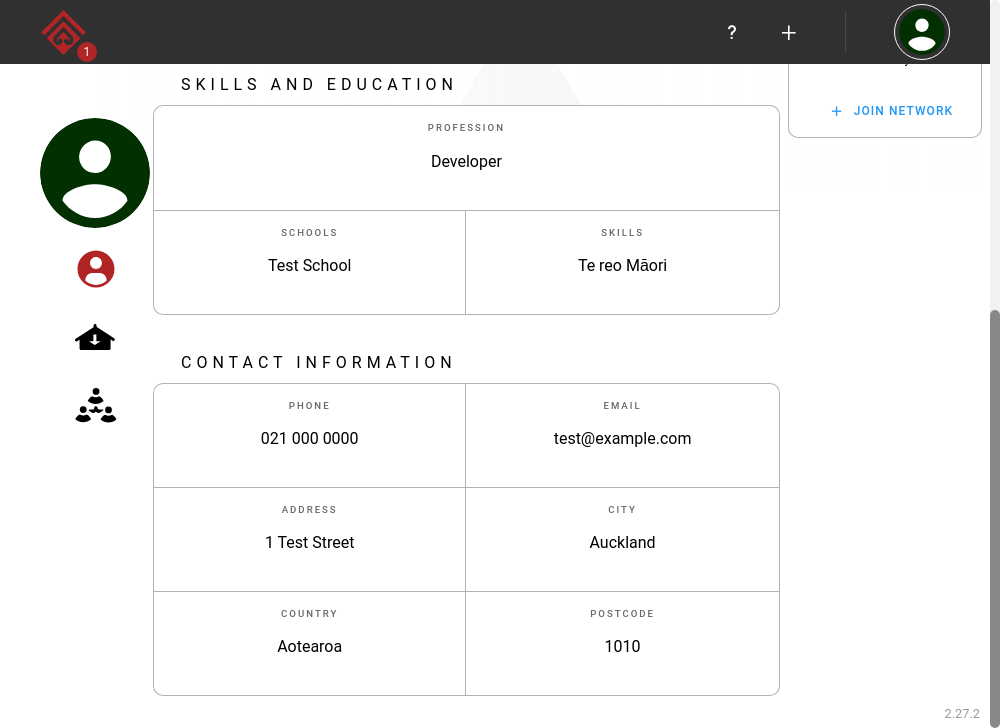 1
?
SKILLS AND EDUCATION
JOIN NETWORK
PROFESSION
Developer
SCHOOLS
Test School
SKILLS
Te reo Māori
CONTACT INFORMATION
PHONE
021 000 0000
EMAIL
test@example.com
ADDRESS
1 Test Street
CITY
Auckland
COUNTRY
Aotearoa
POSTCODE
1010
2.27.2